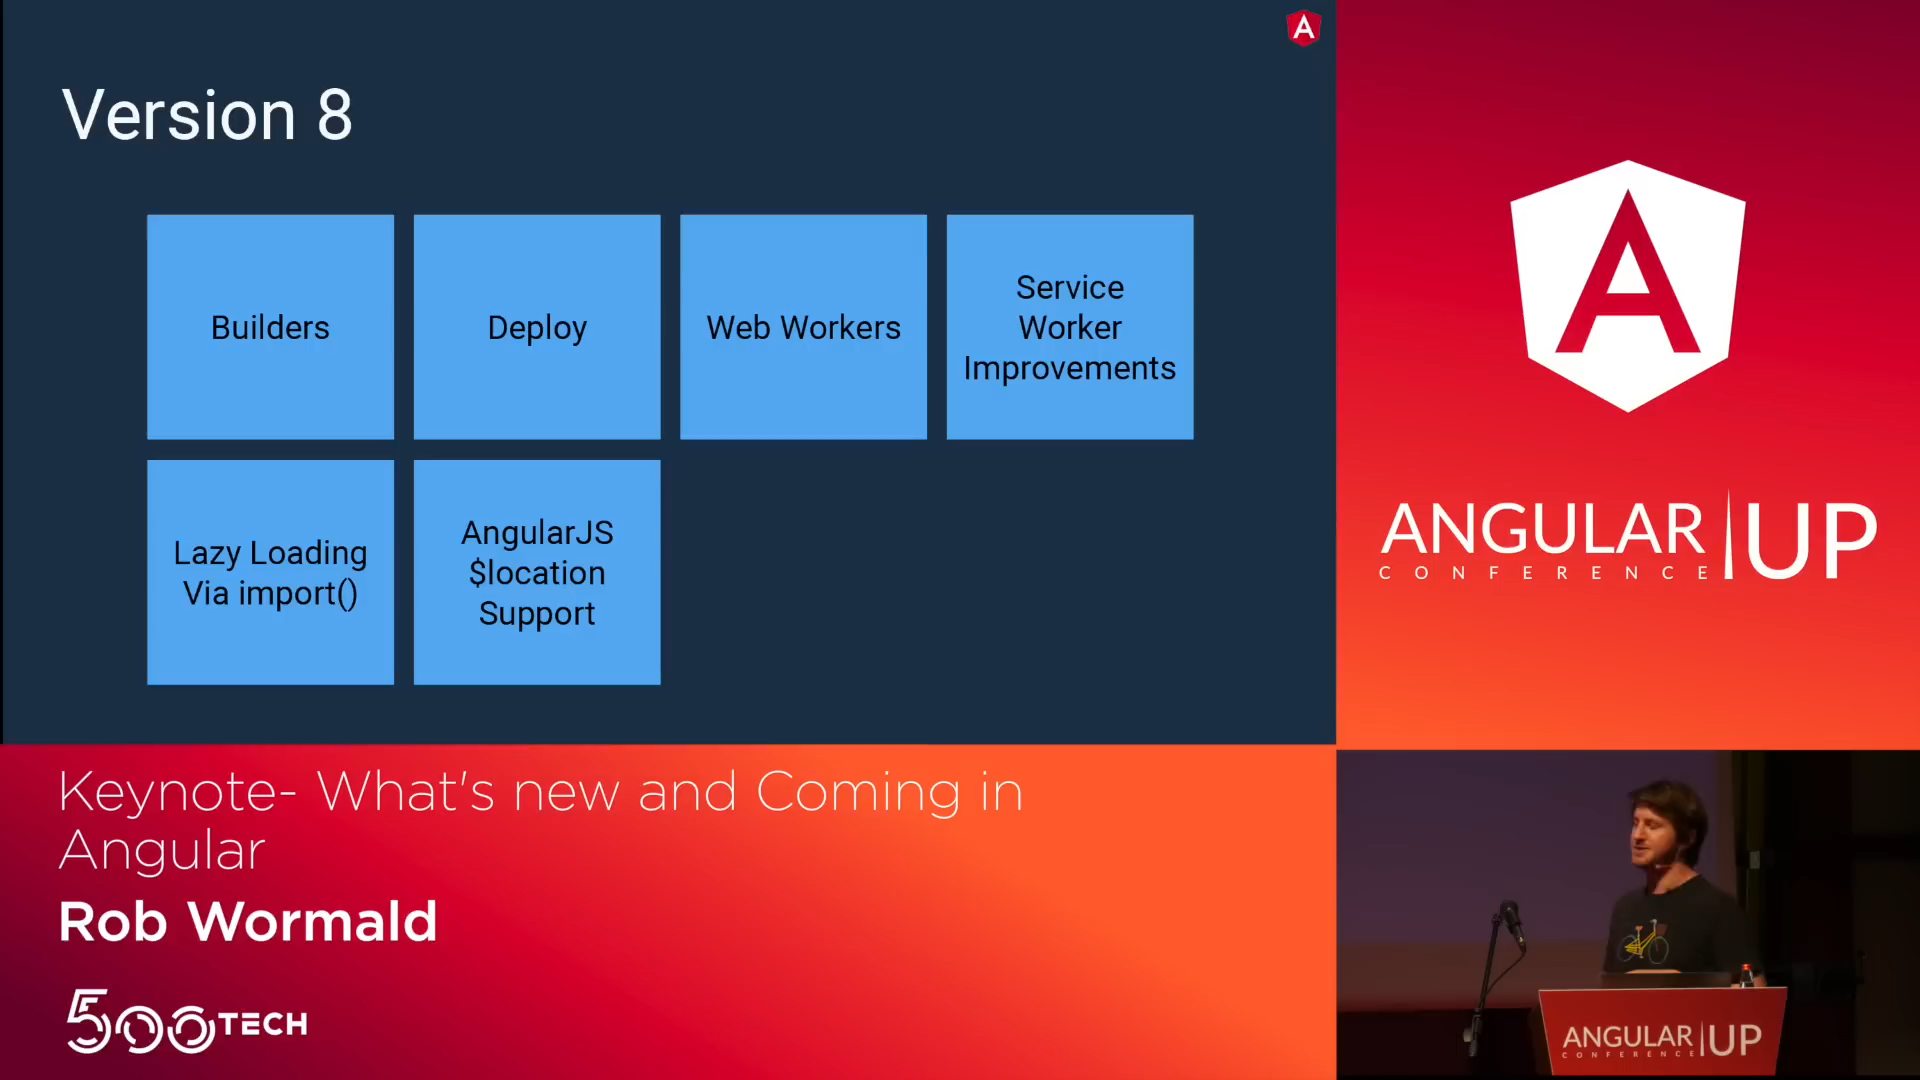 Version 8
Builders
Deploy
Web Workers
Service
Worker
Improvements
Lazy Loading
Via import()
AngularJS
$location
Support
ANGULAR UP
CONFERENCE
Keynote- What's new and Coming in
Angular
Rob Wormald
500TECH
ANGULAR UP
CONFERENCE